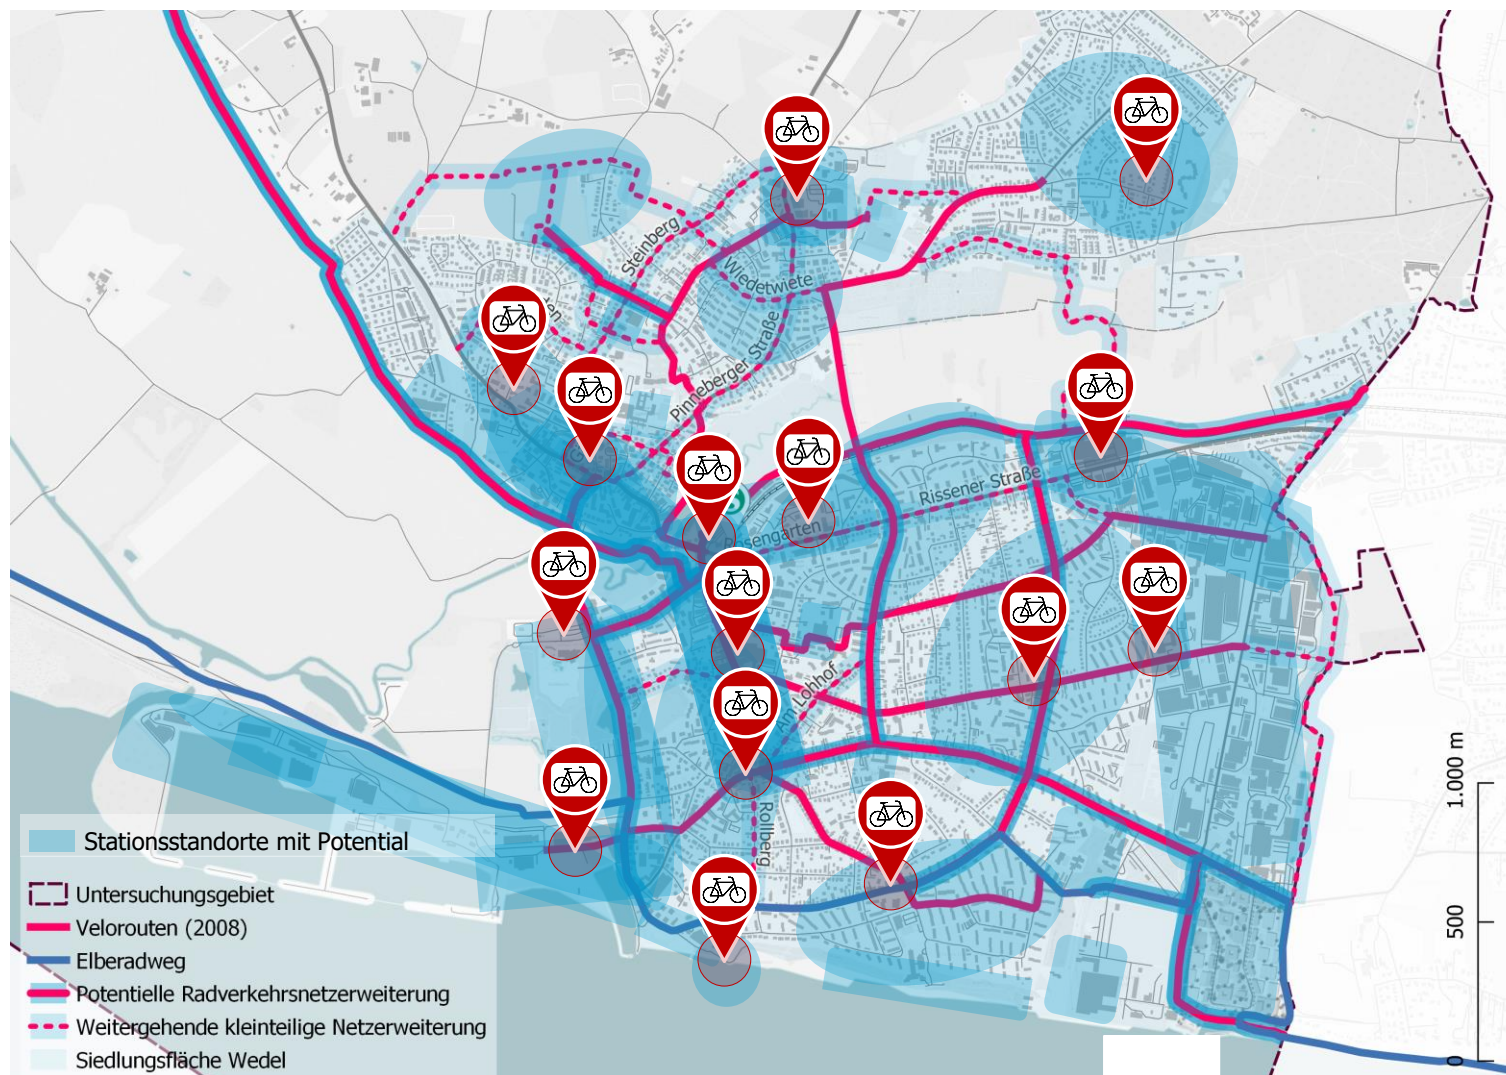 Steinberg
Wiedetwiete
Pinneberger Straße
Rissener Straße
Rosengarten
Am Lohhof
Rollberg
1.000 m
500
0
Stationsstandorte mit Potential
Untersuchungsgebiet
Velorouten (2008)
Elberadweg
Potentielle Radverkehrsnetzerweiterung
Weitergehende kleinteilige Netzerweiterung
Siedlungsfläche Wedel